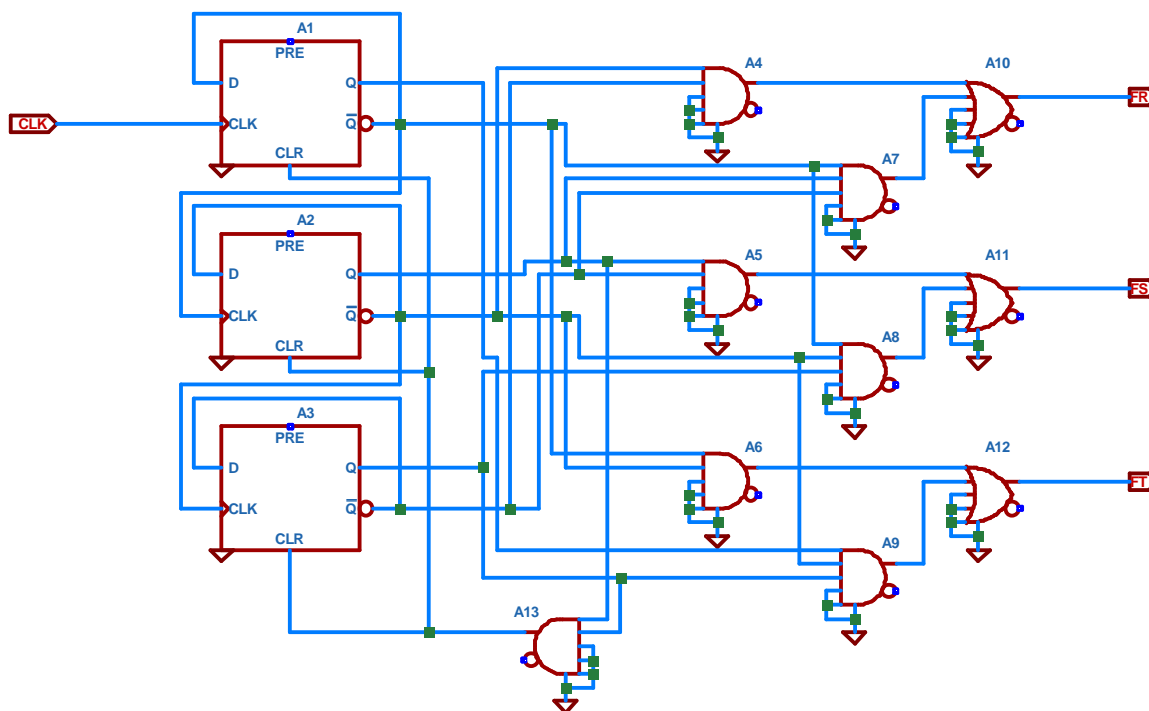 A1
PRE
D
Q
CLK
CLK
Q
CLR
A2
PRE
D
Q
CLK
Q
CLR
A3
PRE
D
Q
CLK
Q
CLR
A4
A10
FR
A7
A5
A11
FS
A8
A6
A12
FT
A9
A13